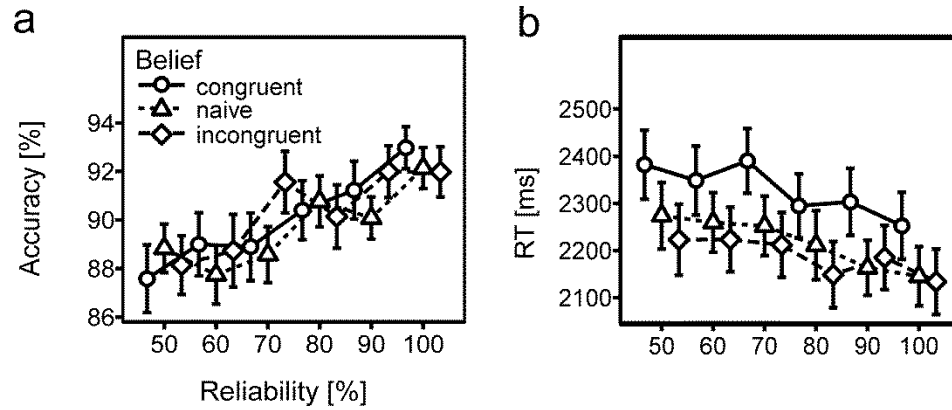 a
Belief
congruent
naive
incongruent
Accuracy [%]
94
92
90
88
86
50 60 70 80 90 100
Reliability [%]
b
RT [ms]
2500
2400
2300
2200
2100
50 60 70 80 90 100